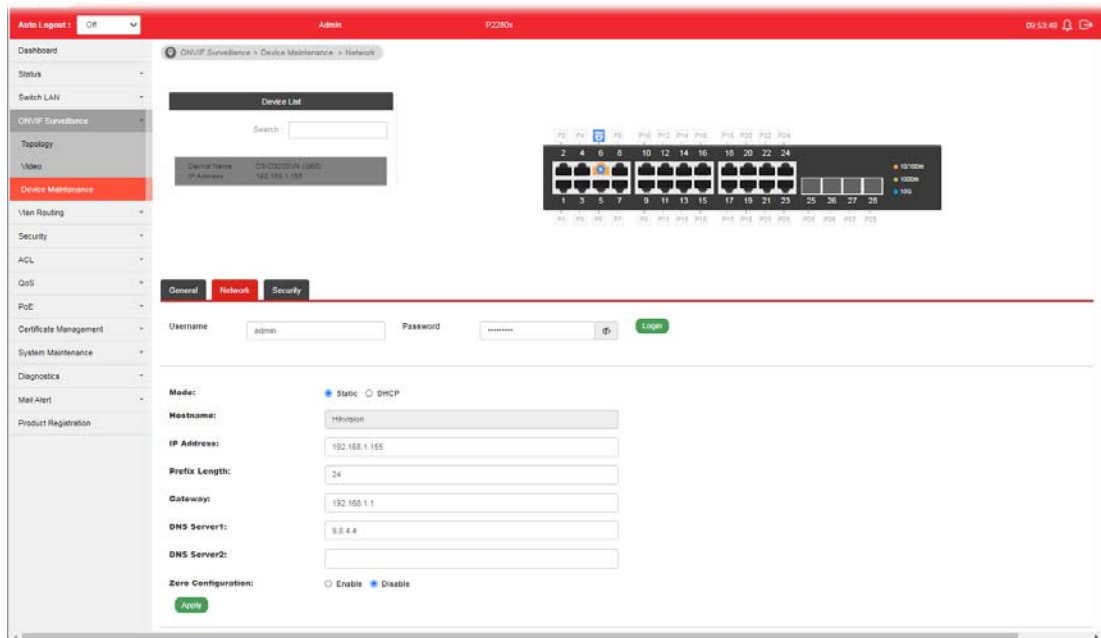 Auto Logout : Off Admin P2280x 09:53:49
Dashboard
Status
Switch LAN
ONVIF Surveillance
Topology
Video
Device Maintenance
Vlan Routing
Security
ACL
QoS
PoE
Certificate Management
System Maintenance
Diagnostics
Mail Alert
Product Registration
ONVIF Surveillance > Device Maintenance > Network
Device List
Search :
Device Name
IP Address 192.168.1.155
2 4 6 8 10 12 14 16 18 20 22 24
1 3 5 7 9 11 13 15 17 19 21 23 25 26 27 28
10/100m
1000m
10G
General Network Security
Username admin Password ········· Login
Mode: Static DHCP
Hostname: Hikvision
IP Address: 192.168.1.155
Prefix Length: 24
Gateway: 192.168.1.1
DNS Server1: 8.8.4.4
DNS Server2:
Zero Configuration: Enable Disable
Apply